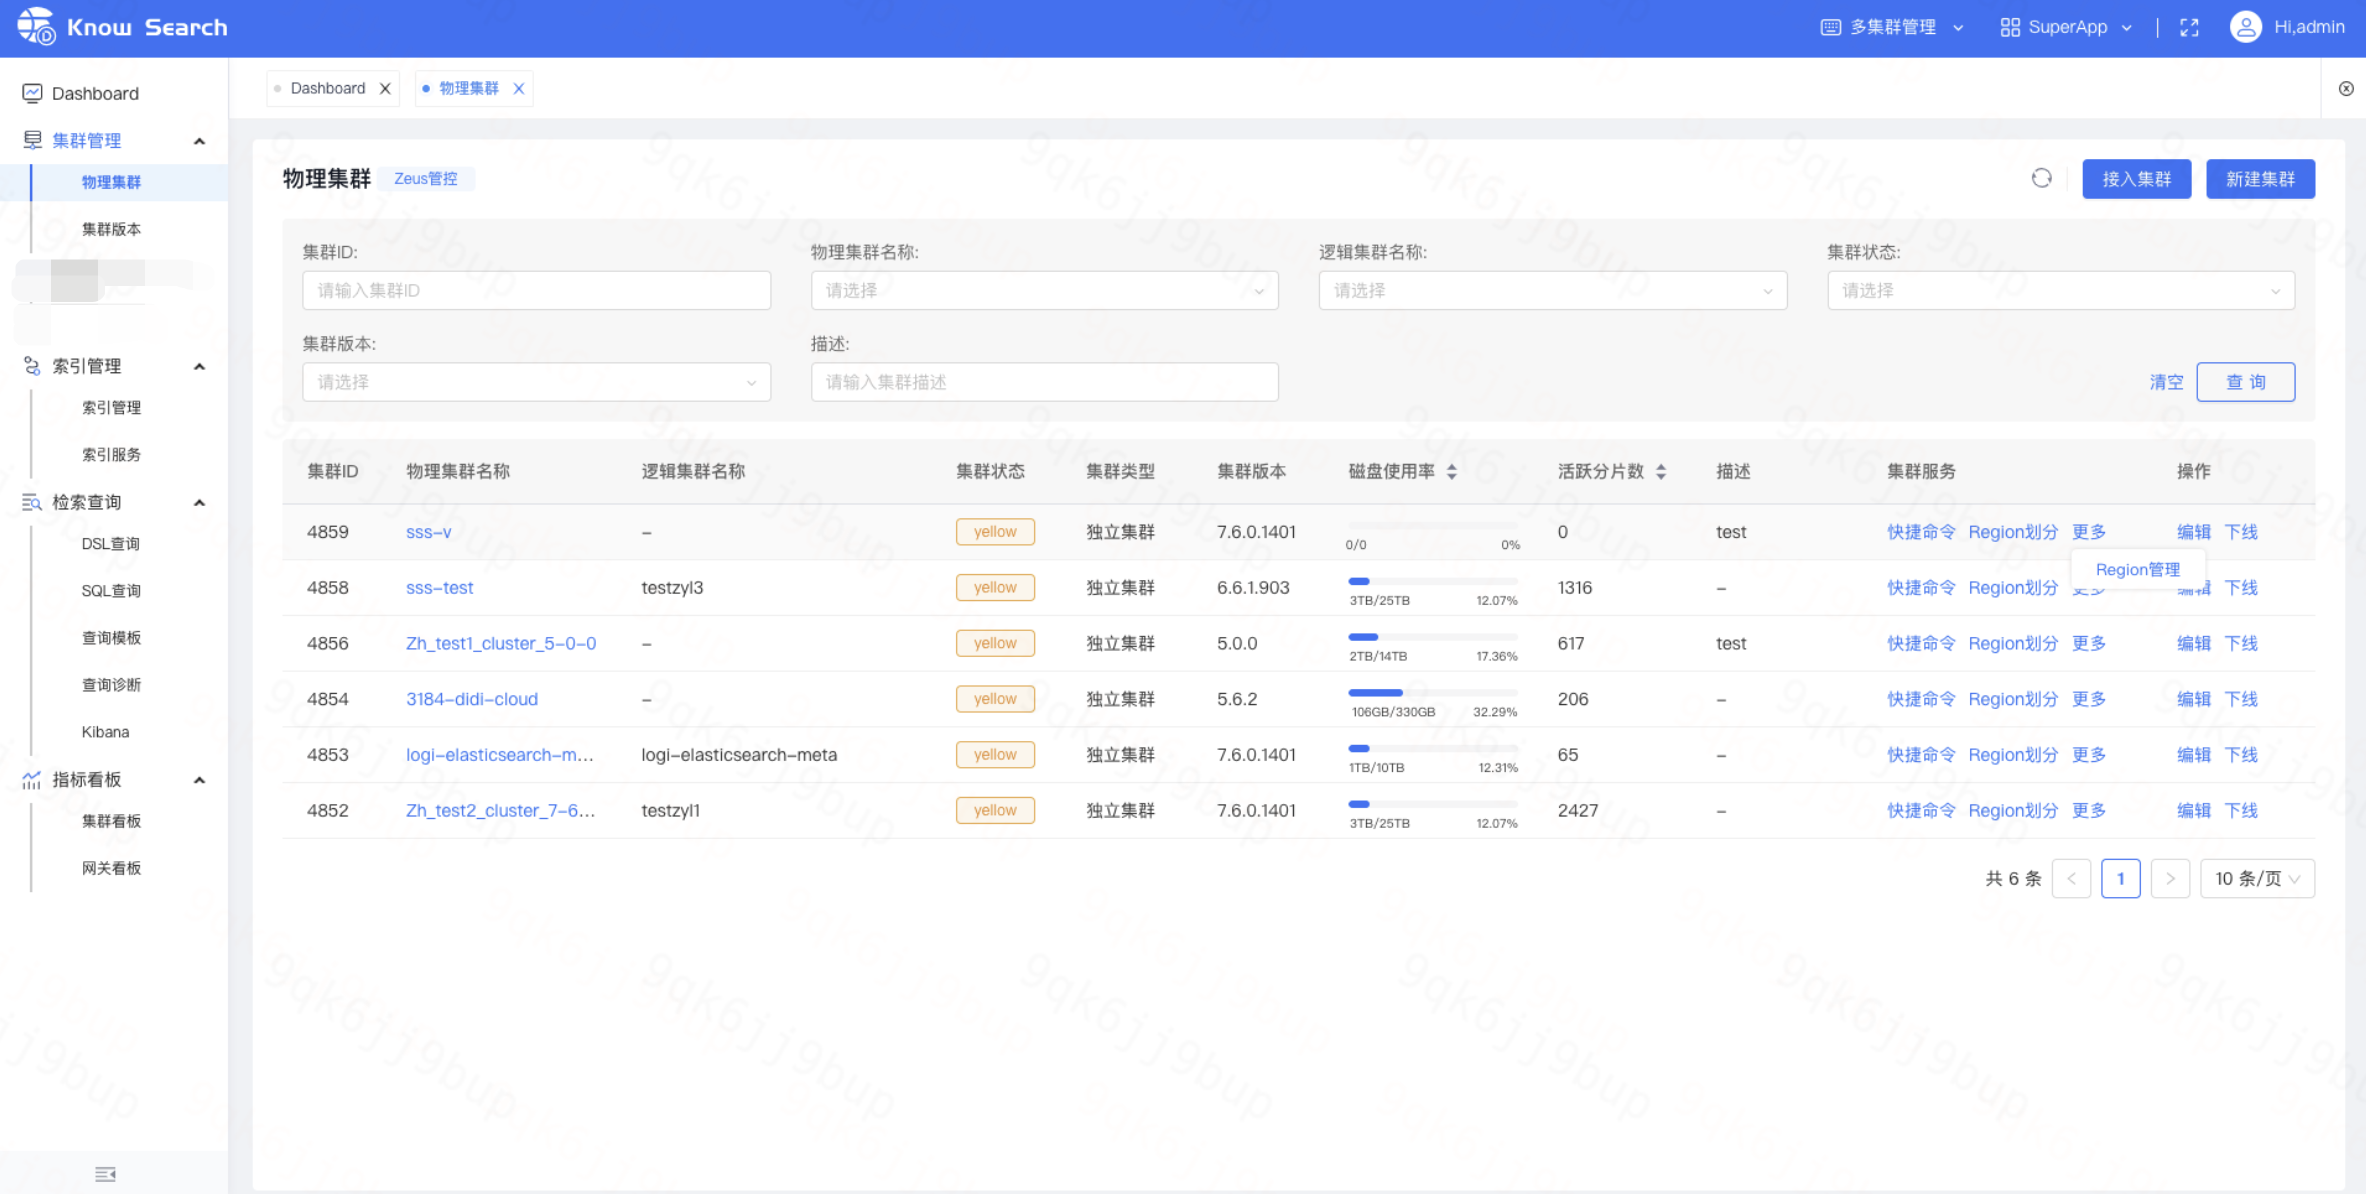 Know Search
多集群管理
SuperApp
Hi,admin
Dashboard
集群管理
物理集群
集群版本
索引管理
索引管理
索引服务
检索查询
DSL查询
SQL查询
查询模板
查询诊断
Kibana
指标看板
集群看板
网关看板
Dashboard
物理集群
物理集群 Zeus管控
接入集群
新建集群
集群ID: 物理集群名称: 逻辑集群名称: 集群状态:
请输入集群ID 请选择 请选择 请选择
集群版本: 描述:
请选择 请输入集群描述 清空 查 询
集群ID 物理集群名称 逻辑集群名称 集群状态 集群类型 集群版本 磁盘使用率 活跃分片数 描述 集群服务 操作
4859 sss-v - yellow 独立集群 7.6.0.1401 0/0 0% 0 test 快捷命令 Region划分 更多 编辑 下线
Region管理
4858 sss-test testzyl3 yellow 独立集群 6.6.1.903 3TB/25TB 12.07% 1316 - 快捷命令 Region划分 更多 编辑 下线
4856 Zh_test1_cluster_5-0-0 - yellow 独立集群 5.0.0 2TB/14TB 17.36% 617 test 快捷命令 Region划分 更多 编辑 下线
4854 3184-didi-cloud - yellow 独立集群 5.6.2 106GB/330GB 32.29% 206 - 快捷命令 Region划分 更多 编辑 下线
4853 logi-elasticsearch-m... logi-elasticsearch-meta yellow 独立集群 7.6.0.1401 1TB/10TB 12.31% 65 - 快捷命令 Region划分 更多 编辑 下线
4852 Zh_test2_cluster_7-6... testzyl1 yellow 独立集群 7.6.0.1401 3TB/25TB 12.07% 2427 - 快捷命令 Region划分 更多 编辑 下线
共 6 条 < 1 > 10 条/页
9qk6jj9bup